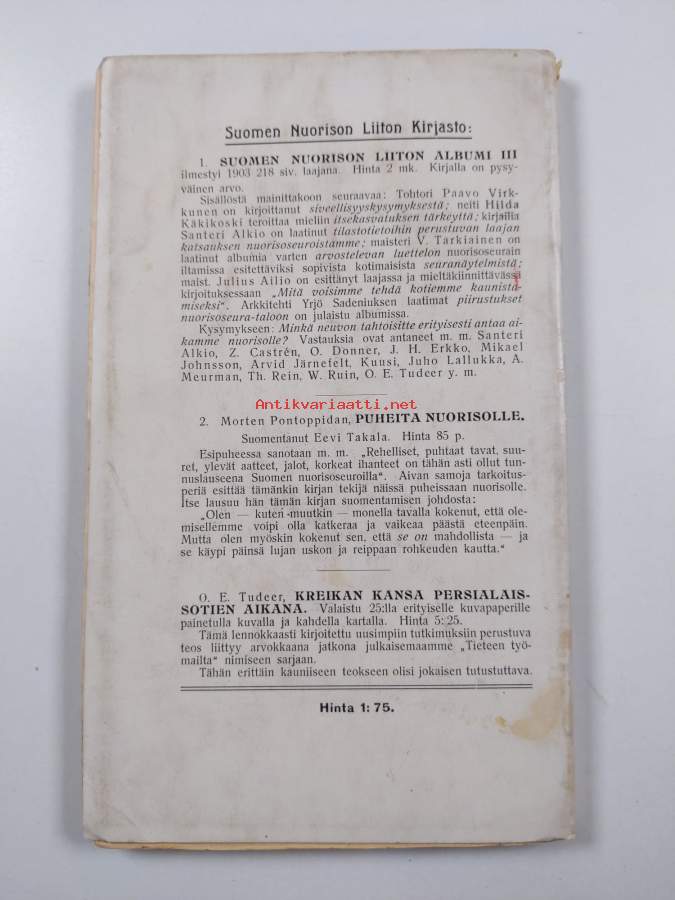 Suomen Nuorison Liiton Kirjasto:
1. SUOMEN NUORISON LIITON ALBUMI III
ilmestyi 1903 218 siv. laajana. Hinta 2 mk. Kirjalla on pysy-
väinen arvo.
Sisällöstä mainittakoon seuraavaa: Tohtori Paavo Virk-
kunen on kirjoittanut siveellisyyskysymyksestä; neiti Hilda
Käkikoski teroittaa mieliin itsekasvatuksen tärkeyttä; kirjailia
Santeri Alkio on laatinut tilastotietoihin perustuvan laajan
katsauksen nuorisoseuroistamme; maisteri V. Tarkiainen on
laatinut albumia varten arvostelevan luettelon nuorisoseurain
iltamissa esitettäviksi sopivista kotimaisista seuranäytelmistä;
maist. Julius Ailio on esittänyt laajassa ja mieltäkiinnittävässä
kirjoituksessaan „Mitä voisimme tehdä kotiemme kaunista-
miseksi“. Arkkitehti Yrjö Sadeniuksen laatimat piirustukset
nuorisoseura-taloon on julaistu albumissa.
Kysymykseen: Minkä neuvon tahtoisitte erityisesti antaa ai-
kamme nuorisolle? Vastauksia ovat antaneet m. m. Santeri
Alkio, Z. Castrén, O. Donner, J. H. Erkko, Mikael
Johnsson, Arvid Järnefelt, Kuusi, Juho Lallukka, A.
Meurman, Th. Rein, W. Ruin, O. E. Tudeer y. m.
Antikvariaatti.net
2. Morten Pontoppidan, PUHEITA NUORISOLLE.
Suomentanut Eevi Takala. Hinta 85 p.
Esipuheessa sanotaan m. m. „Rehelliset, puhtaat tavat, suu-
ret, ylevät aatteet, jalot, korkeat ihanteet on tähän asti ollut tun-
nuslauseena Suomen nuorisoseuroilla“. Aivan samoja tarkoitus-
periä esittää tämänkin kirjan tekijä näissä puheissaan nuorisolle.
Itse lausuu hän tämän kirjan suomentamisen johdosta:
„Olen — kuten muutkin — monella tavalla kokenut, että ole-
misellemme voipi olla katkeraa ja vaikeaa päästä eteenpäin.
Mutta olen myöskin kokenut sen, että se on mahdollista — ja
se käypi päinsä lujan uskon ja reippaan rohkeuden kautta.“
O. E. Tudeer, KREIKAN KANSA PERSIALAIS-
SOTIEN AIKANA. Valaistu 25:lla erityiselle kuvapaperille
painetulla kuvalla ja kahdella kartalla. Hinta 5: 25.
Tämä lennokkaasti kirjoitettu uusimpiin tutkimuksiin perustuva
teos liittyy arvokkaana jatkona julkaisemaamme „Tieteen työ-
mailta“ nimiseen sarjaan.
Tähän erittäin kauniiseen teokseen olisi jokaisen tutustuttava.
Hinta 1: 75.